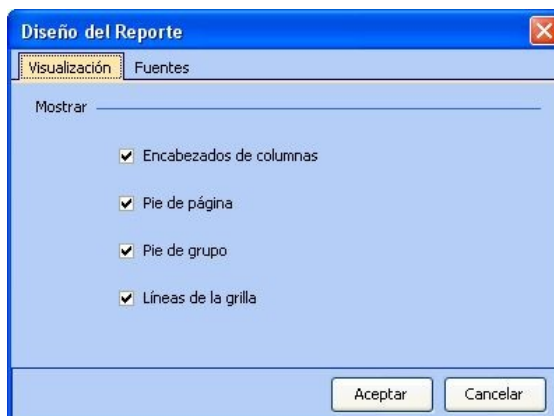 Diseño del Reporte
Visualización Fuentes
Mostrar
Encabezados de columnas
Pie de página
Pie de grupo
Líneas de la grilla
Aceptar Cancelar